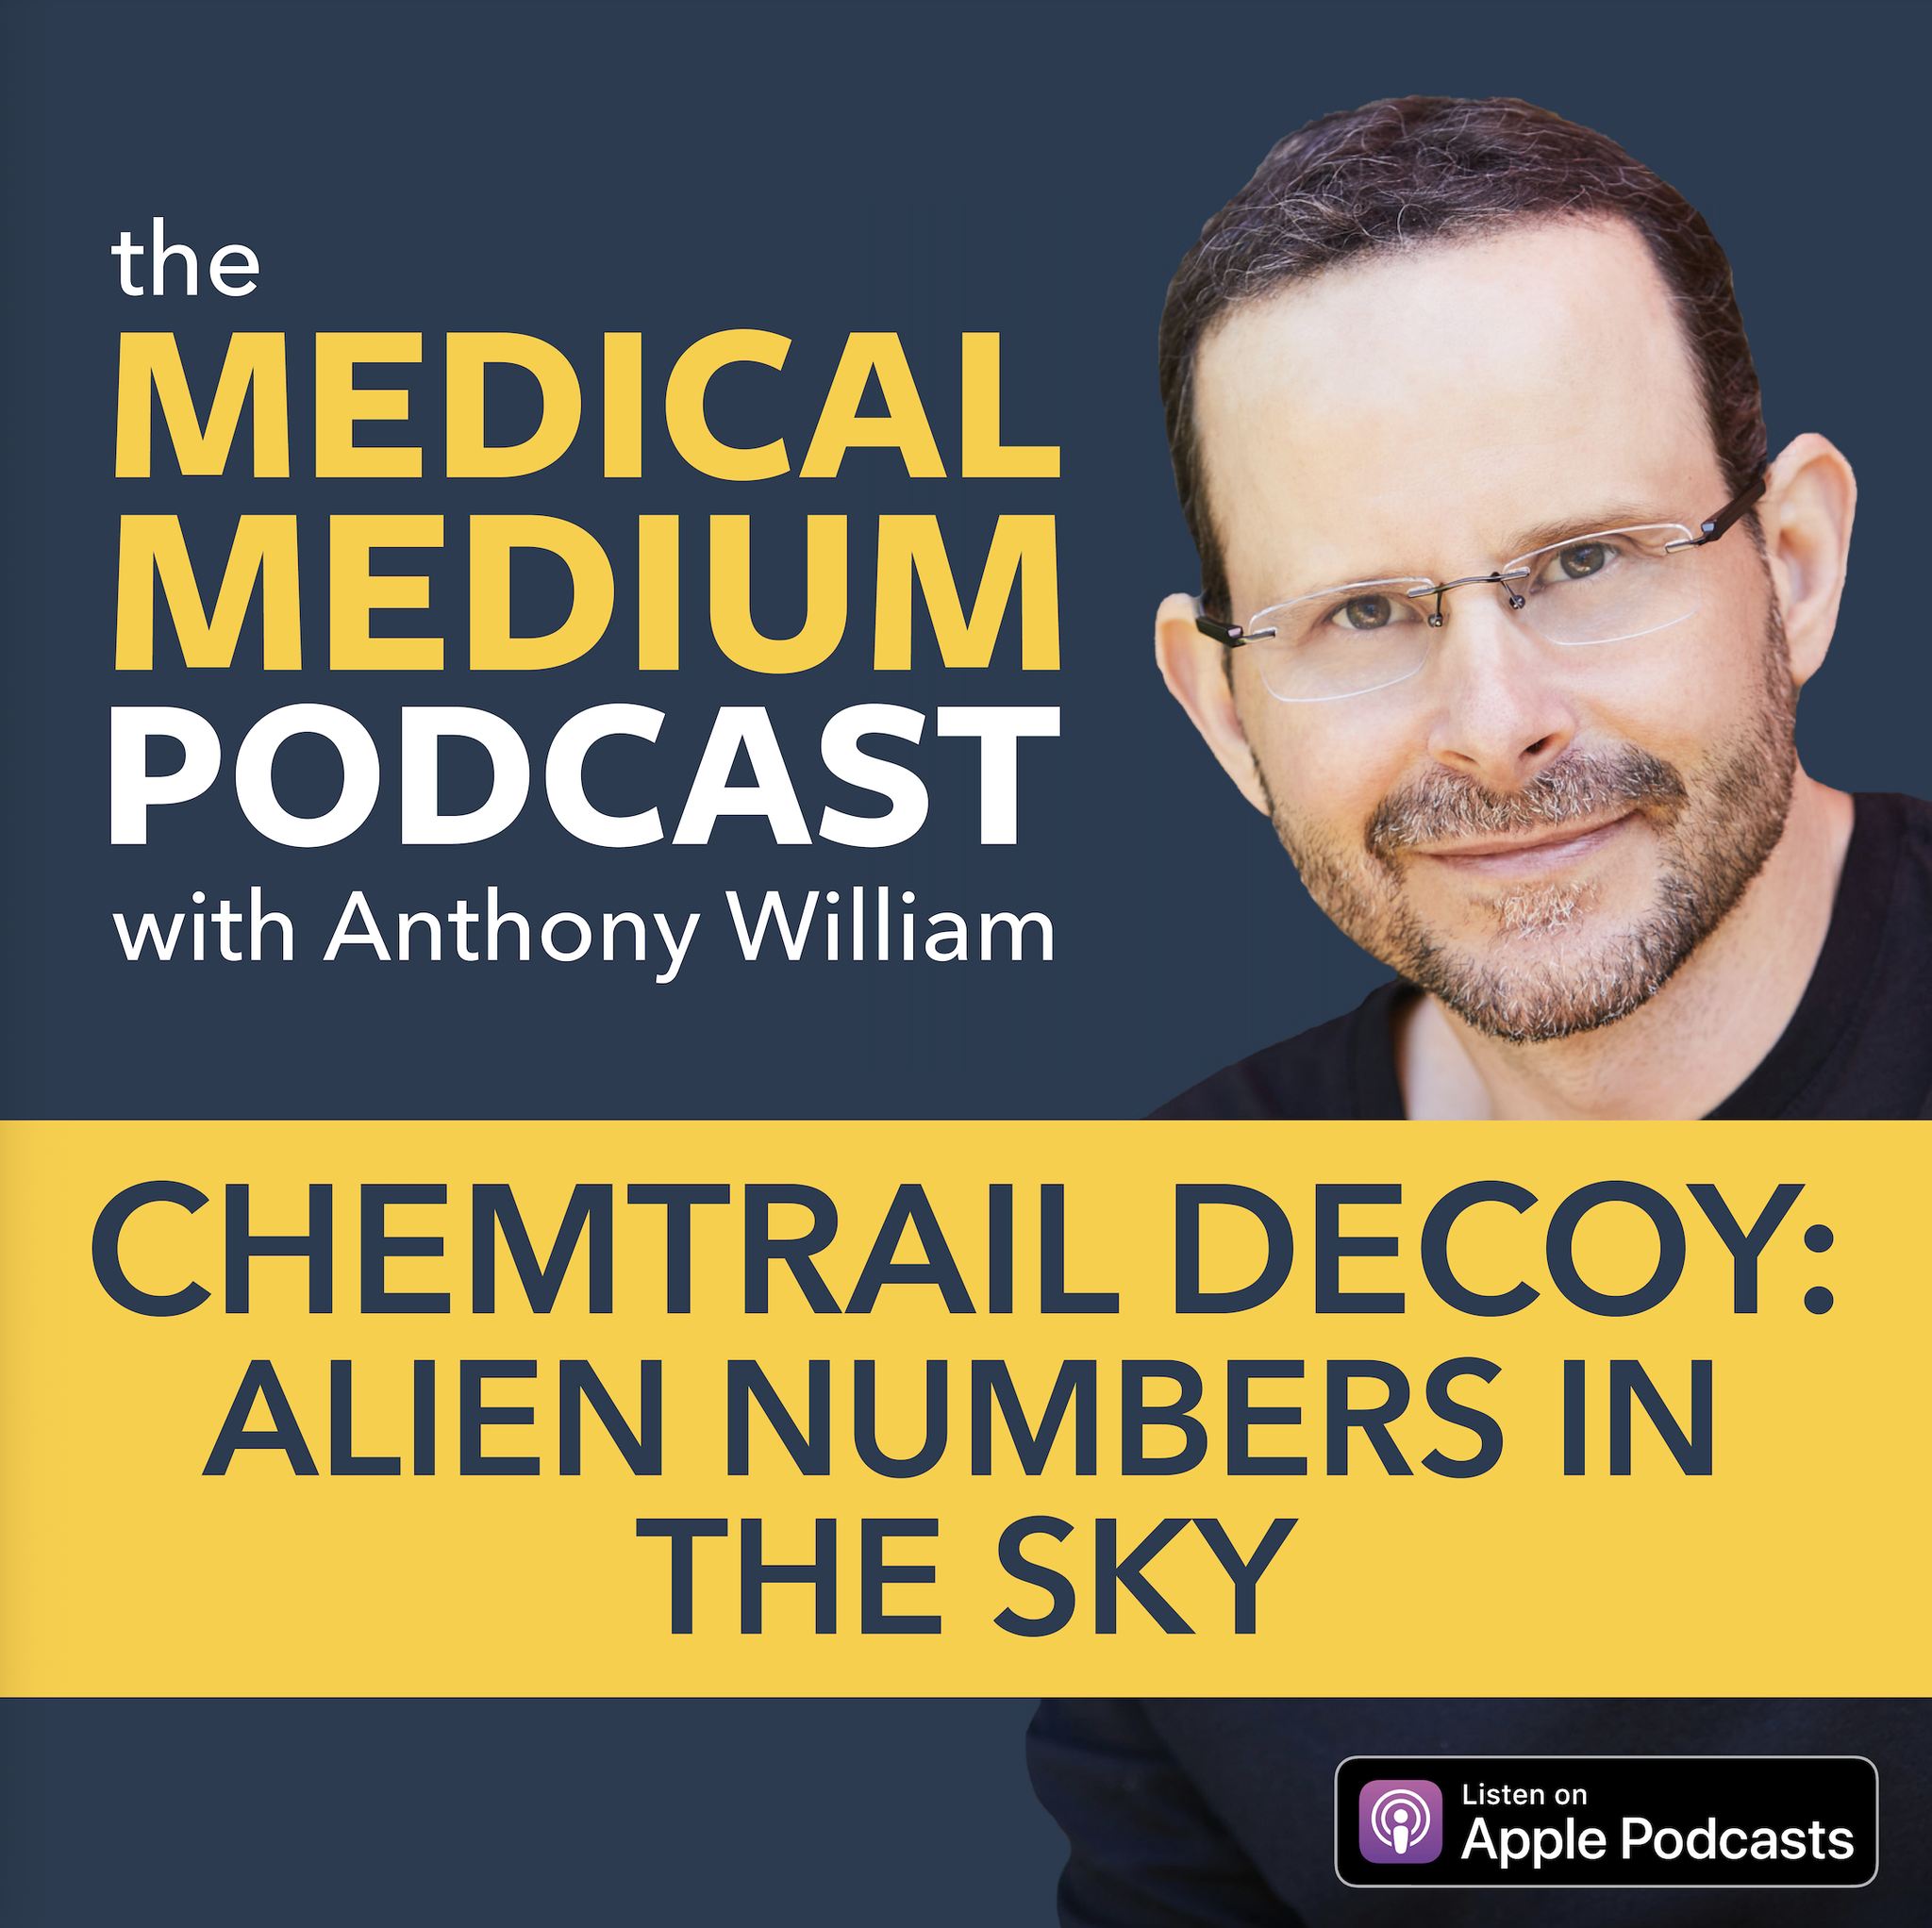 the
MEDICAL
MEDIUM
PODCAST
with Anthony William
CHEMTRAIL DECOY:
ALIEN NUMBERS IN
THE SKY
Listen on
Apple Podcasts